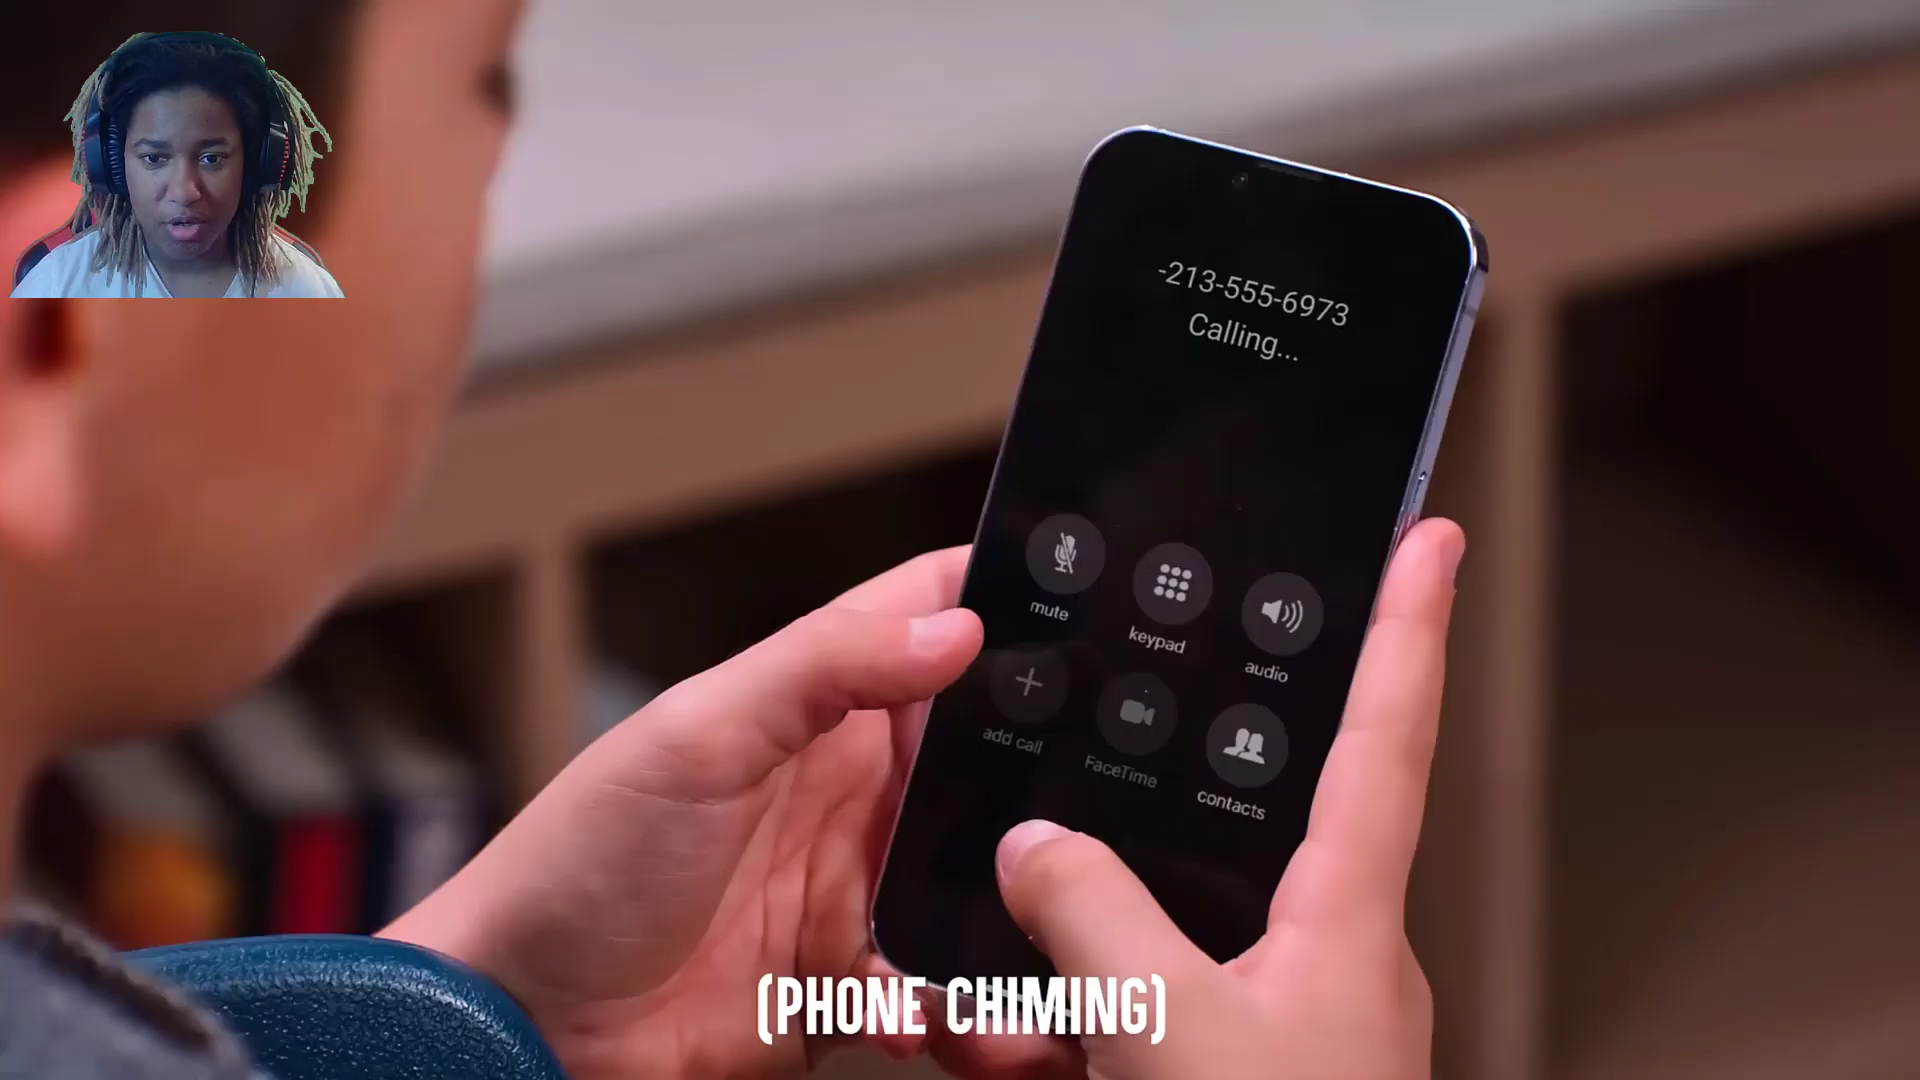 -213-555-6973
Calling...
mute
keypad
audio
add call
FaceTime
contacts
(PHONE CHIMING)